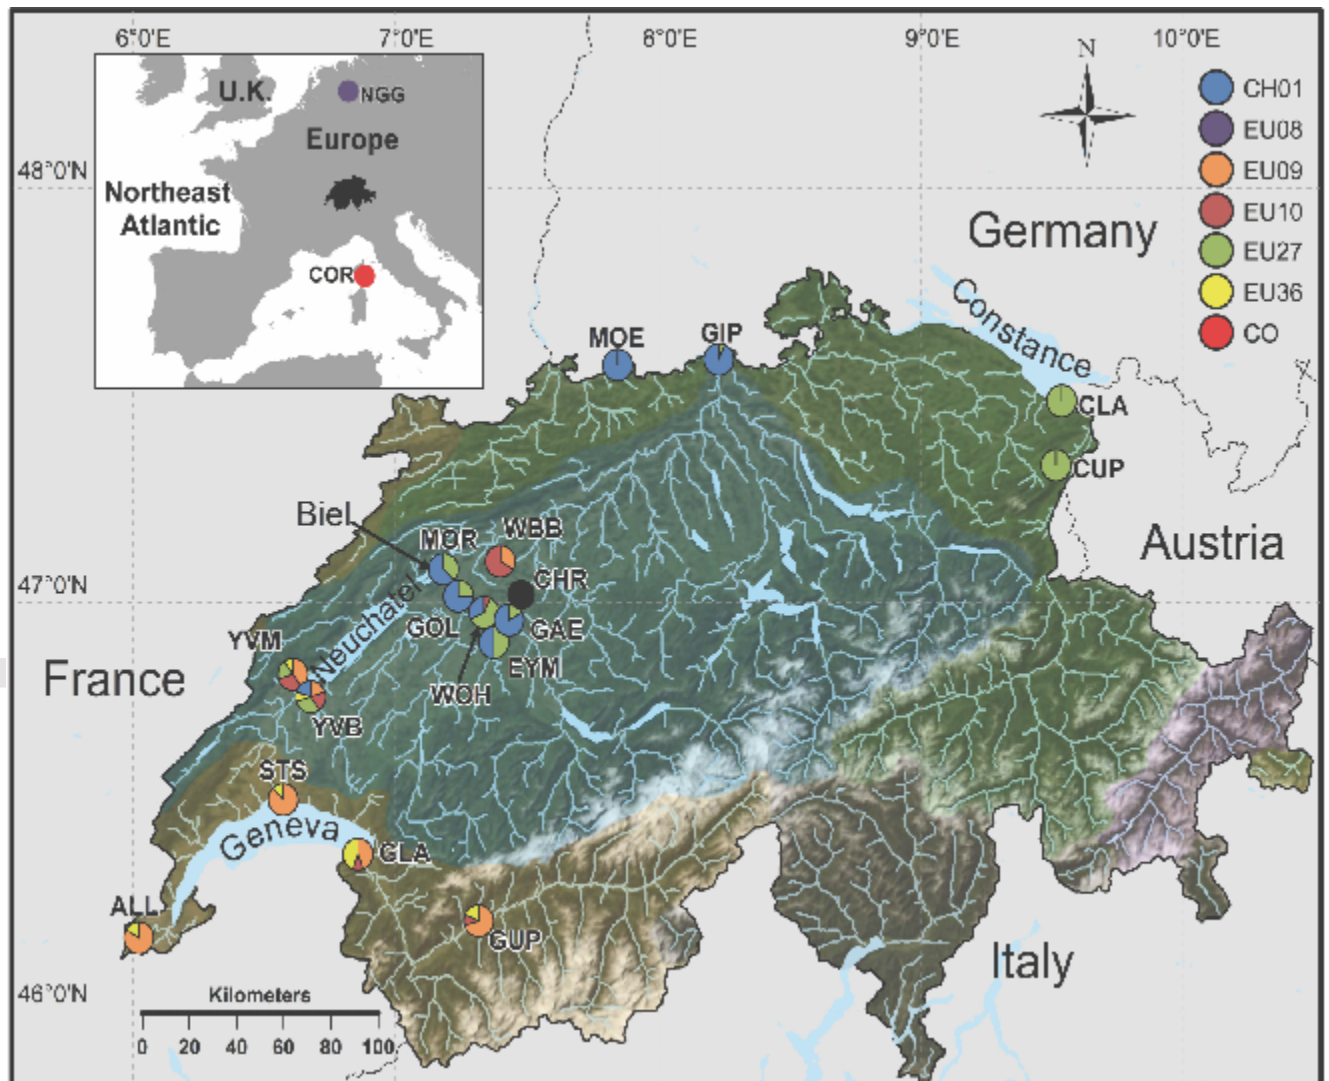 6°0'E
7°0'E
8°0'E
9°0'E
10°0'E
N
U.K.
NGG
Europe
Northeast
Atlantic
COR
CH01
EU08
EU09
EU10
EU27
EU36
CO
48°0'N
Germany
Constance
MOE
GIP
CLA
CUP
Biel
MOR
WBB
CHR
Austria
47°0'N
Neuchatel
GOL
GAE
EYM
WOH
YVM
YVB
France
STS
Geneva
GLA
ALL
GUP
Italy
46°0'N
Kilometers
0 20 40 60 80 100